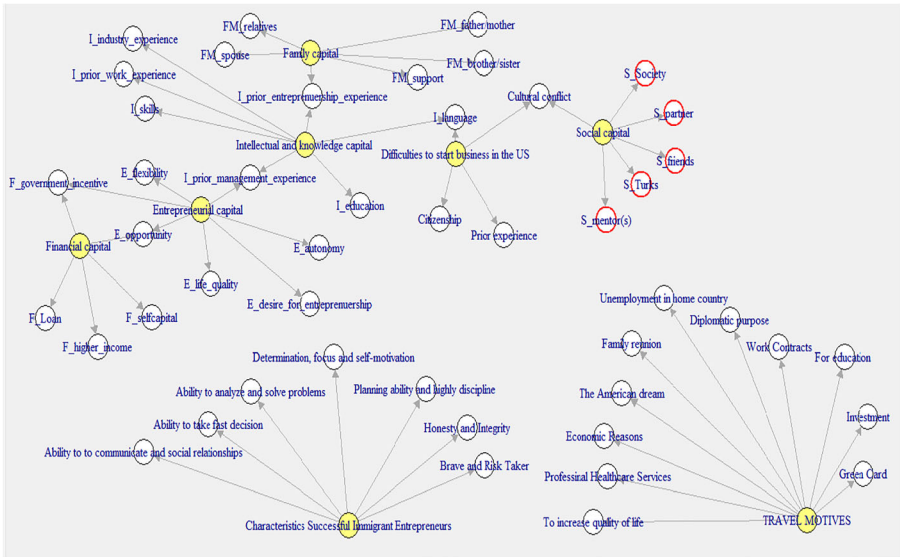 FM_relatives
FM_father/mother
I_industry_experience
Family capital
FM_spouse
FM_brother/sister
I_prior_work_experience
FM_support
S_Society
I_prior_entreprenuership_experience
Cultural conflict
I_skills
S_partner
I_language
Social capital
Intellectual and knowledge capital
Difficulties to start business in the US
S_friends
E_flexibility
I_prior_management_experience
F_government_incentive
S_Turks
Entrepreneurial capital
I_education
Citizenship
S_mentor(s)
E_opportunity
Prior experience
Financial capital
E_autonomy
E_life_quality
E_desire_for_entreprenuership
Unemployment in home country
F_Loan
F_selfcapital
Diplomatic purpose
F_higher_income
Family reunion
Work Contracts
Determination, focus and self-motivation
For education
Ability to analyze and solve problems
Planning ability and highly discipline
The American dream
Ability to take fast decision
Honesty and Integrity
Investment
Economic Reasons
Ability to to communicate and social relationships
Brave and Risk Taker
Professiral Healthcare Services
Green Card
Characteristics Successful Immigrant Entrepreneurs
To increase quality of life
TRAVEL MOTIVES